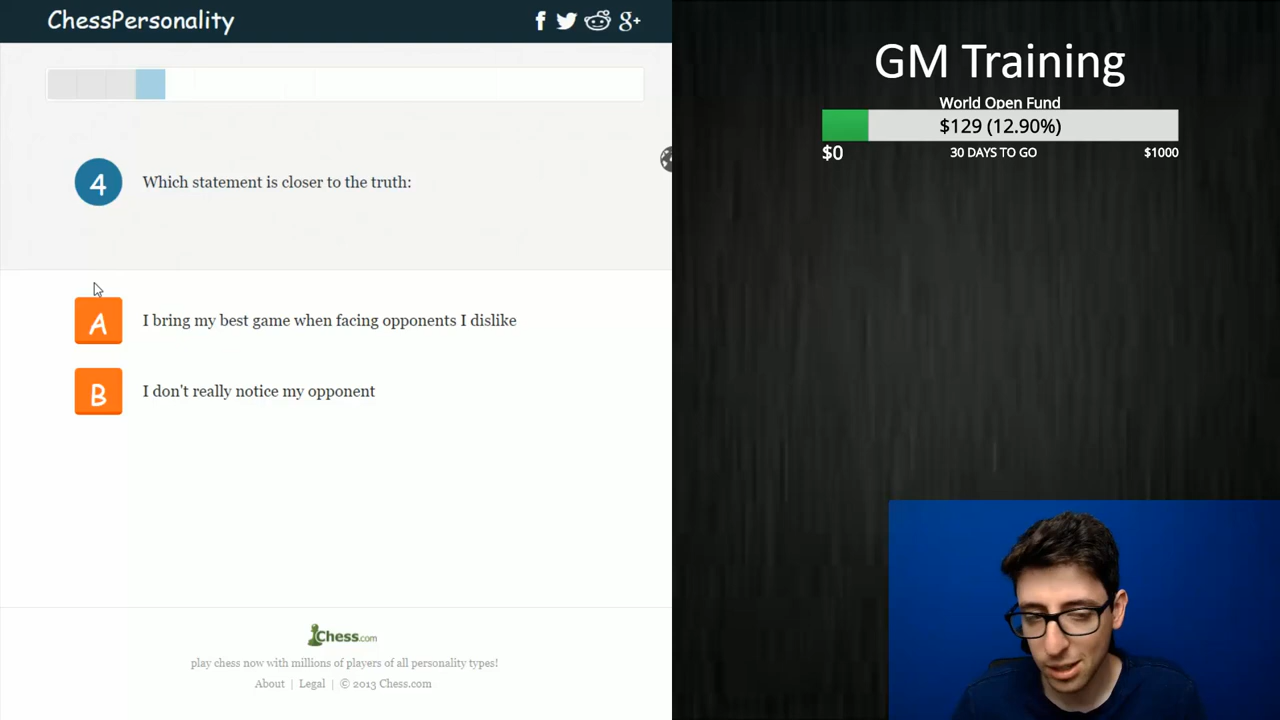 ChessPersonality
4
Which statement is closer to the truth:
A
I bring my best game when facing opponents I dislike
B
I don't really notice my opponent
Chess.com
play chess now with millions of players of all personality types!
About | Legal | © 2013 Chess.com
GM Training
World Open Fund
$129 (12.90%)
$0 30 DAYS TO GO $1000